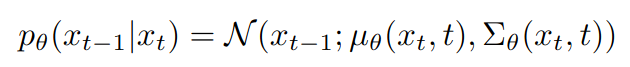 p_θ(x_{t−1}|x_t) = 𝒩(x_{t−1}; μ_θ(x_t, t), Σ_θ(x_t, t))